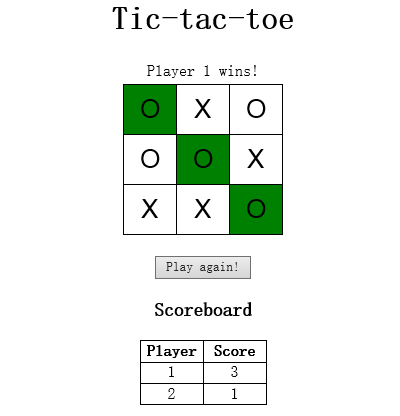 Tic-tac-toe
Player 1 wins!
O X O
O O X
X X O
Play again!
Scoreboard
Player Score
1 3
2 1